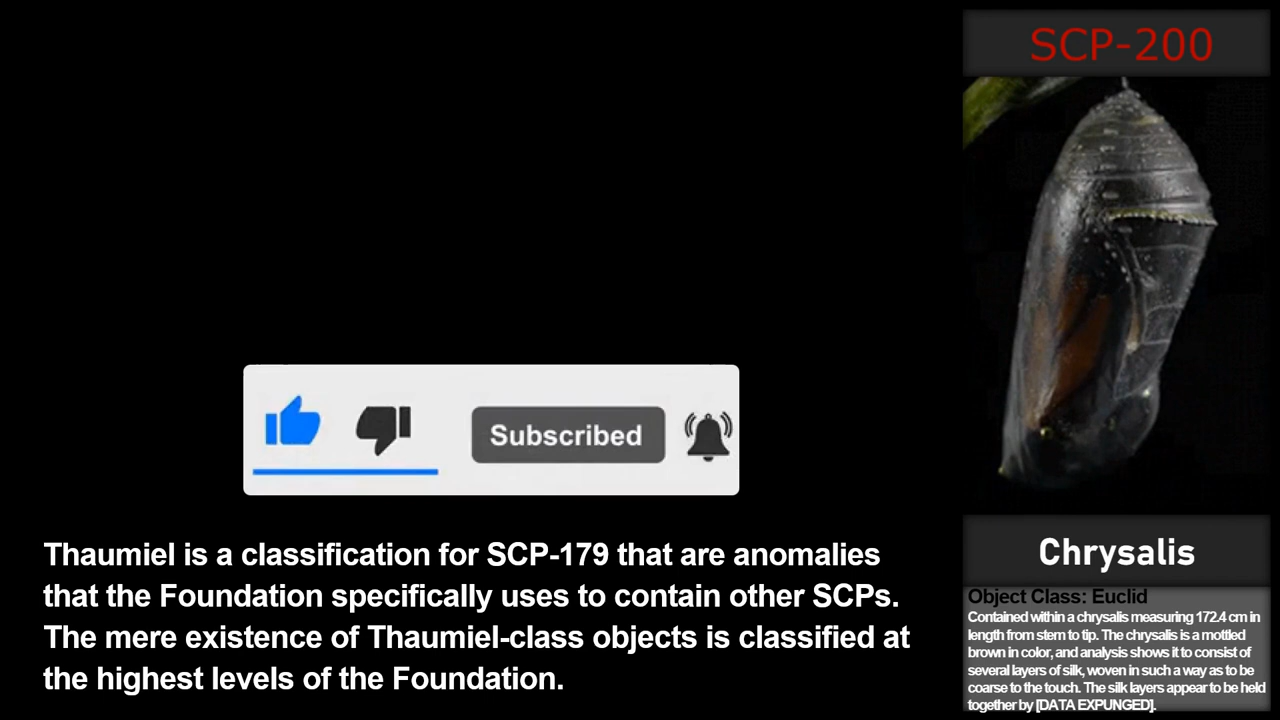 SCP-200
Subscribed
Thaumiel is a classification for SCP-179 that are anomalies
that the Foundation specifically uses to contain other SCPs.
The mere existence of Thaumiel-class objects is classified at
the highest levels of the Foundation.
Chrysalis
Object Class: Euclid
Contained within a chrysalis measuring 172.4 cm in
length from stem to tip. The chrysalis is a mottled
brown in color, and analysis shows it to consist of
several layers of silk, woven in such a way as to be
coarse to the touch. The silk layers appear to be held
together by [DATA EXPUNGED].